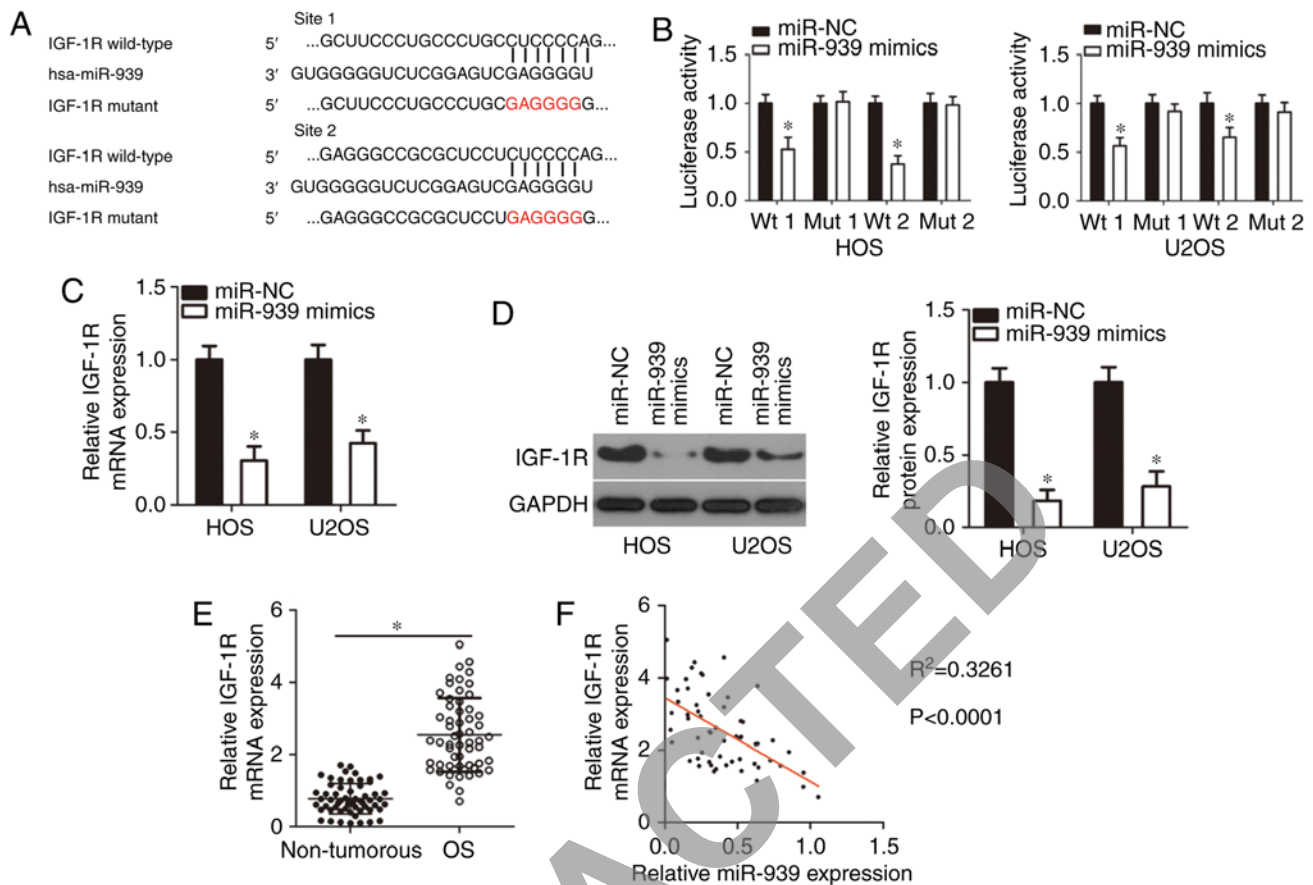 A
Site 1
IGF-1R wild-type 5′ ...GCUUCCCUGCCCUGCCUCCCCAG...
hsa-miR-939 3′ GUGGGGGUCUCGGAGUCGAGGGGU
IGF-1R mutant 5′ ...GCUUCCCUGCCCUGCGAGGGGG...
Site 2
IGF-1R wild-type 5′ ...GAGGGCCGCGCUCCUCUCCCCAG...
hsa-miR-939 3′ GUGGGGGUCUCGGAGUCGAGGGGU
IGF-1R mutant 5′ ...GAGGGCCGCGCUCCUGAGGGGG...
B
miR-NC
miR-939 mimics
Luciferase activity
1.5
1.0
0.5
0.0
* *
Wt 1 Mut 1 Wt 2 Mut 2
HOS
miR-NC
miR-939 mimics
Luciferase activity
1.5
1.0
0.5
0.0
* *
Wt 1 Mut 1 Wt 2 Mut 2
U2OS
C
miR-NC
miR-939 mimics
Relative IGF-1R
mRNA expression
1.5
1.0
0.5
0.0
* *
HOS U2OS
D
miR-NC
miR-939
mimics
miR-NC
miR-939
mimics
IGF-1R
GAPDH
HOS U2OS
miR-NC
miR-939 mimics
Relative IGF-1R
protein expression
1.5
1.0
0.5
0.0
* *
HOS U2OS
E
Relative IGF-1R
mRNA expression
6
4
2
0
*
Non-tumorous OS
F
Relative IGF-1R
mRNA expression
6
4
2
0
0.0 0.5 1.0 1.5
Relative miR-939 expression
R²=0.3261
P<0.0001
ACTED